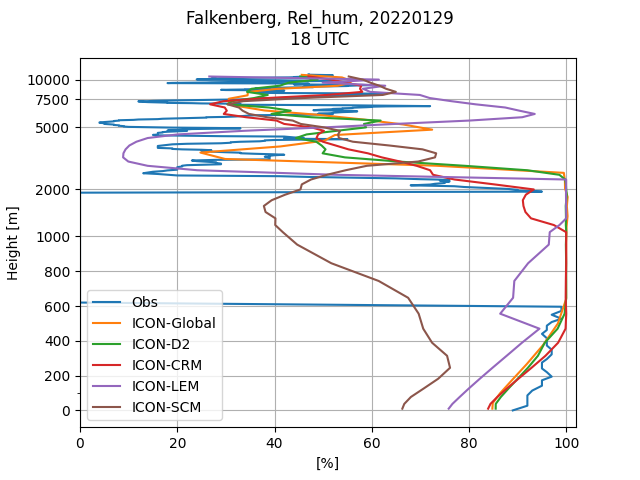 Falkenberg, Rel_hum, 20220129
18 UTC
10000
7500
5000
2000
1000
800
600
400
200
0
Height [m]
Obs
ICON-Global
ICON-D2
ICON-CRM
ICON-LEM
ICON-SCM
0
20
40
60
80
100
[%]